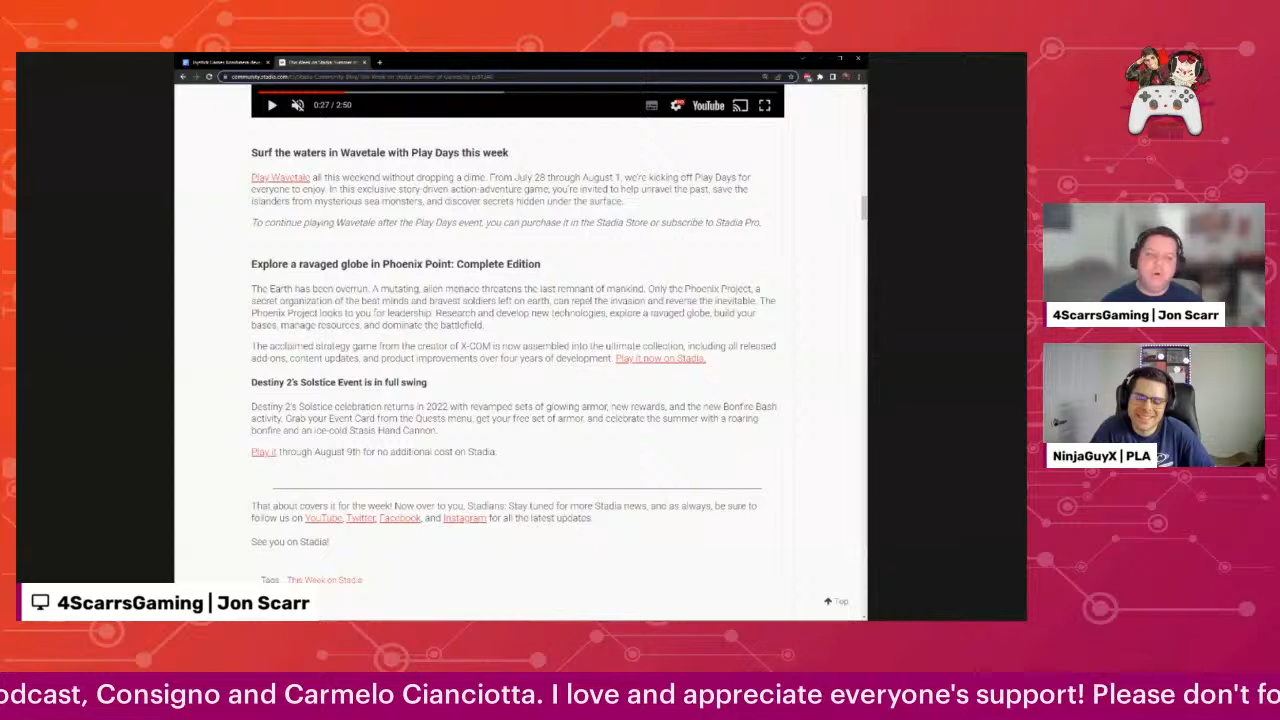 This Week on Stadia: Summer o
0:27 / 2:50
YouTube
Surf the waters in Wavetale with Play Days this week
Play Wavetale all this weekend without dropping a dime. From July 28 through August 1, we're kicking off Play Days for
everyone to enjoy. In this exclusive story-driven action-adventure game, you're invited to help unravel the past, save the
islanders from mysterious sea monsters, and discover secrets hidden under the surface.
To continue playing Wavetale after the Play Days event, you can purchase it in the Stadia Store or subscribe to Stadia Pro.
Explore a ravaged globe in Phoenix Point: Complete Edition
The Earth has been overrun. A mutating, alien menace threatens the last remnant of mankind. Only the Phoenix Project, a
secret organization of the best minds and bravest soldiers left on earth, can repel the invasion and reverse the inevitable. The
Phoenix Project looks to you for leadership. Research and develop new technologies, explore a ravaged globe, build your
bases, manage resources, and dominate the battlefield.
The acclaimed strategy game from the creator of X-COM is now assembled into the ultimate collection, including all released
add-ons, content updates, and product improvements over four years of development. Play it now on Stadia.
Destiny 2's Solstice Event is in full swing
Destiny 2's Solstice celebration returns in 2022 with revamped sets of glowing armor, new rewards, and the new Bonfire Bash
activity. Grab your Event Card from the Quests menu, get your free set of armor, and celebrate the summer with a roaring
bonfire and an ice-cold Stasis Hand Cannon.
Play it through August 9th for no additional cost on Stadia.
That about covers it for the week! Now over to you, Stadians: Stay tuned for more Stadia news, and as always, be sure to
follow us on YouTube, Twitter, Facebook, and Instagram for all the latest updates.
See you on Stadia!
Tags: This Week on Stadia
Top
4ScarrsGaming | Jon Scarr
NinjaGuyX | PLA
4ScarrsGaming | Jon Scarr
odcast, Consigno and Carmelo Cianciotta. I love and appreciate everyone's support! Please don't fo